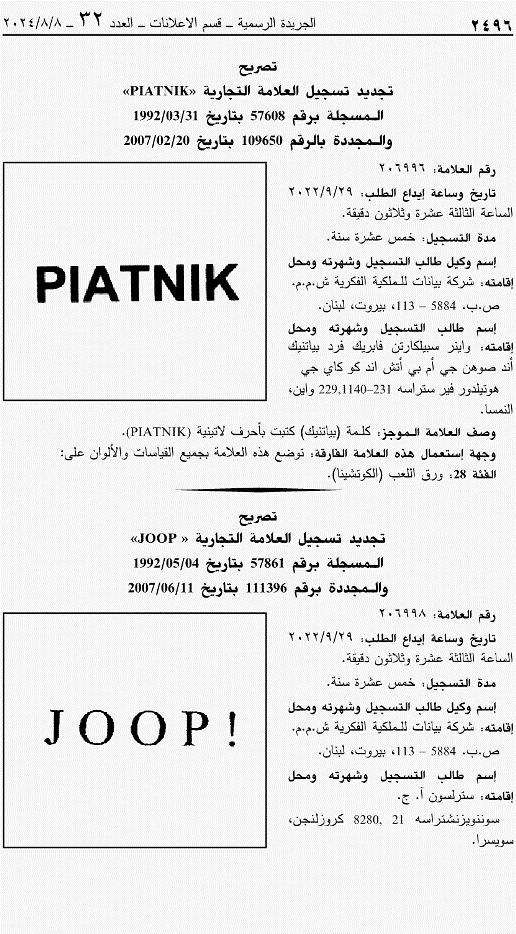 ٢٤٩٦
الجريدة الرسمية – قسم الاعلانات – العدد ٣٢ – ٢٠٢٤/٨/٨
تصريح
تجديد تسجيل العلامة التجارية «PIATNIK»
المسجلة برقم 57608 بتاريخ 1992/03/31
والمجددة بالرقم 109650 بتاريخ 2007/02/20
رقم العلامة: ٢٠٦٩٩٦
تاريخ وساعة إيداع الطلب: ٢٠٢٢/٩/٢٩
الساعة الثالثة عشرة وثلاثون دقيقة.
مدة التسجيل: خمس عشرة سنة.
إسم وكيل طالب التسجيل وشهرته ومحل
إقامته: شركة بيانات للملكية الفكرية ش.م.م.
ص.ب. 5884 – 113، بيروت، لبنان.
إسم طالب التسجيل وشهرته ومحل
إقامته: واينر سبيلكارتن فابريك فرد بياتنيك
أند صوهن جي أم بي أتش اند كو كاي جي
هوتيلدور فير ستراسه 231–229,1140 واين،
النمسا.
PIATNIK
وصف العلامة الموجز: كلمة (بياتنيك) كتبت بأحرف لاتينية (PIATNIK).
وجهة إستعمال هذه العلامة الفارقة: توضع هذه العلامة بجميع القياسات والألوان على:
الفئة 28: ورق اللعب (الكوتشينا).
تصريح
تجديد تسجيل العلامة التجارية « JOOP»
المسجلة برقم 57861 بتاريخ 1992/05/04
والمجددة برقم 111396 بتاريخ 2007/06/11
رقم العلامة: ٢٠٦٩٩٨
تاريخ وساعة إيداع الطلب: ٢٠٢٢/٩/٢٩
الساعة الثالثة عشرة وثلاثون دقيقة.
مدة التسجيل: خمس عشرة سنة.
إسم وكيل طالب التسجيل وشهرته ومحل
إقامته: شركة بيانات للملكية الفكرية ش.م.م.
ص.ب. 5884 – 113، بيروت، لبنان.
إسم طالب التسجيل وشهرته ومحل
إقامته: سترلسون آ. ج.
سوننويزنشتراسه 21 ,8280 كروزلنجن،
سويسرا.
JOOP!